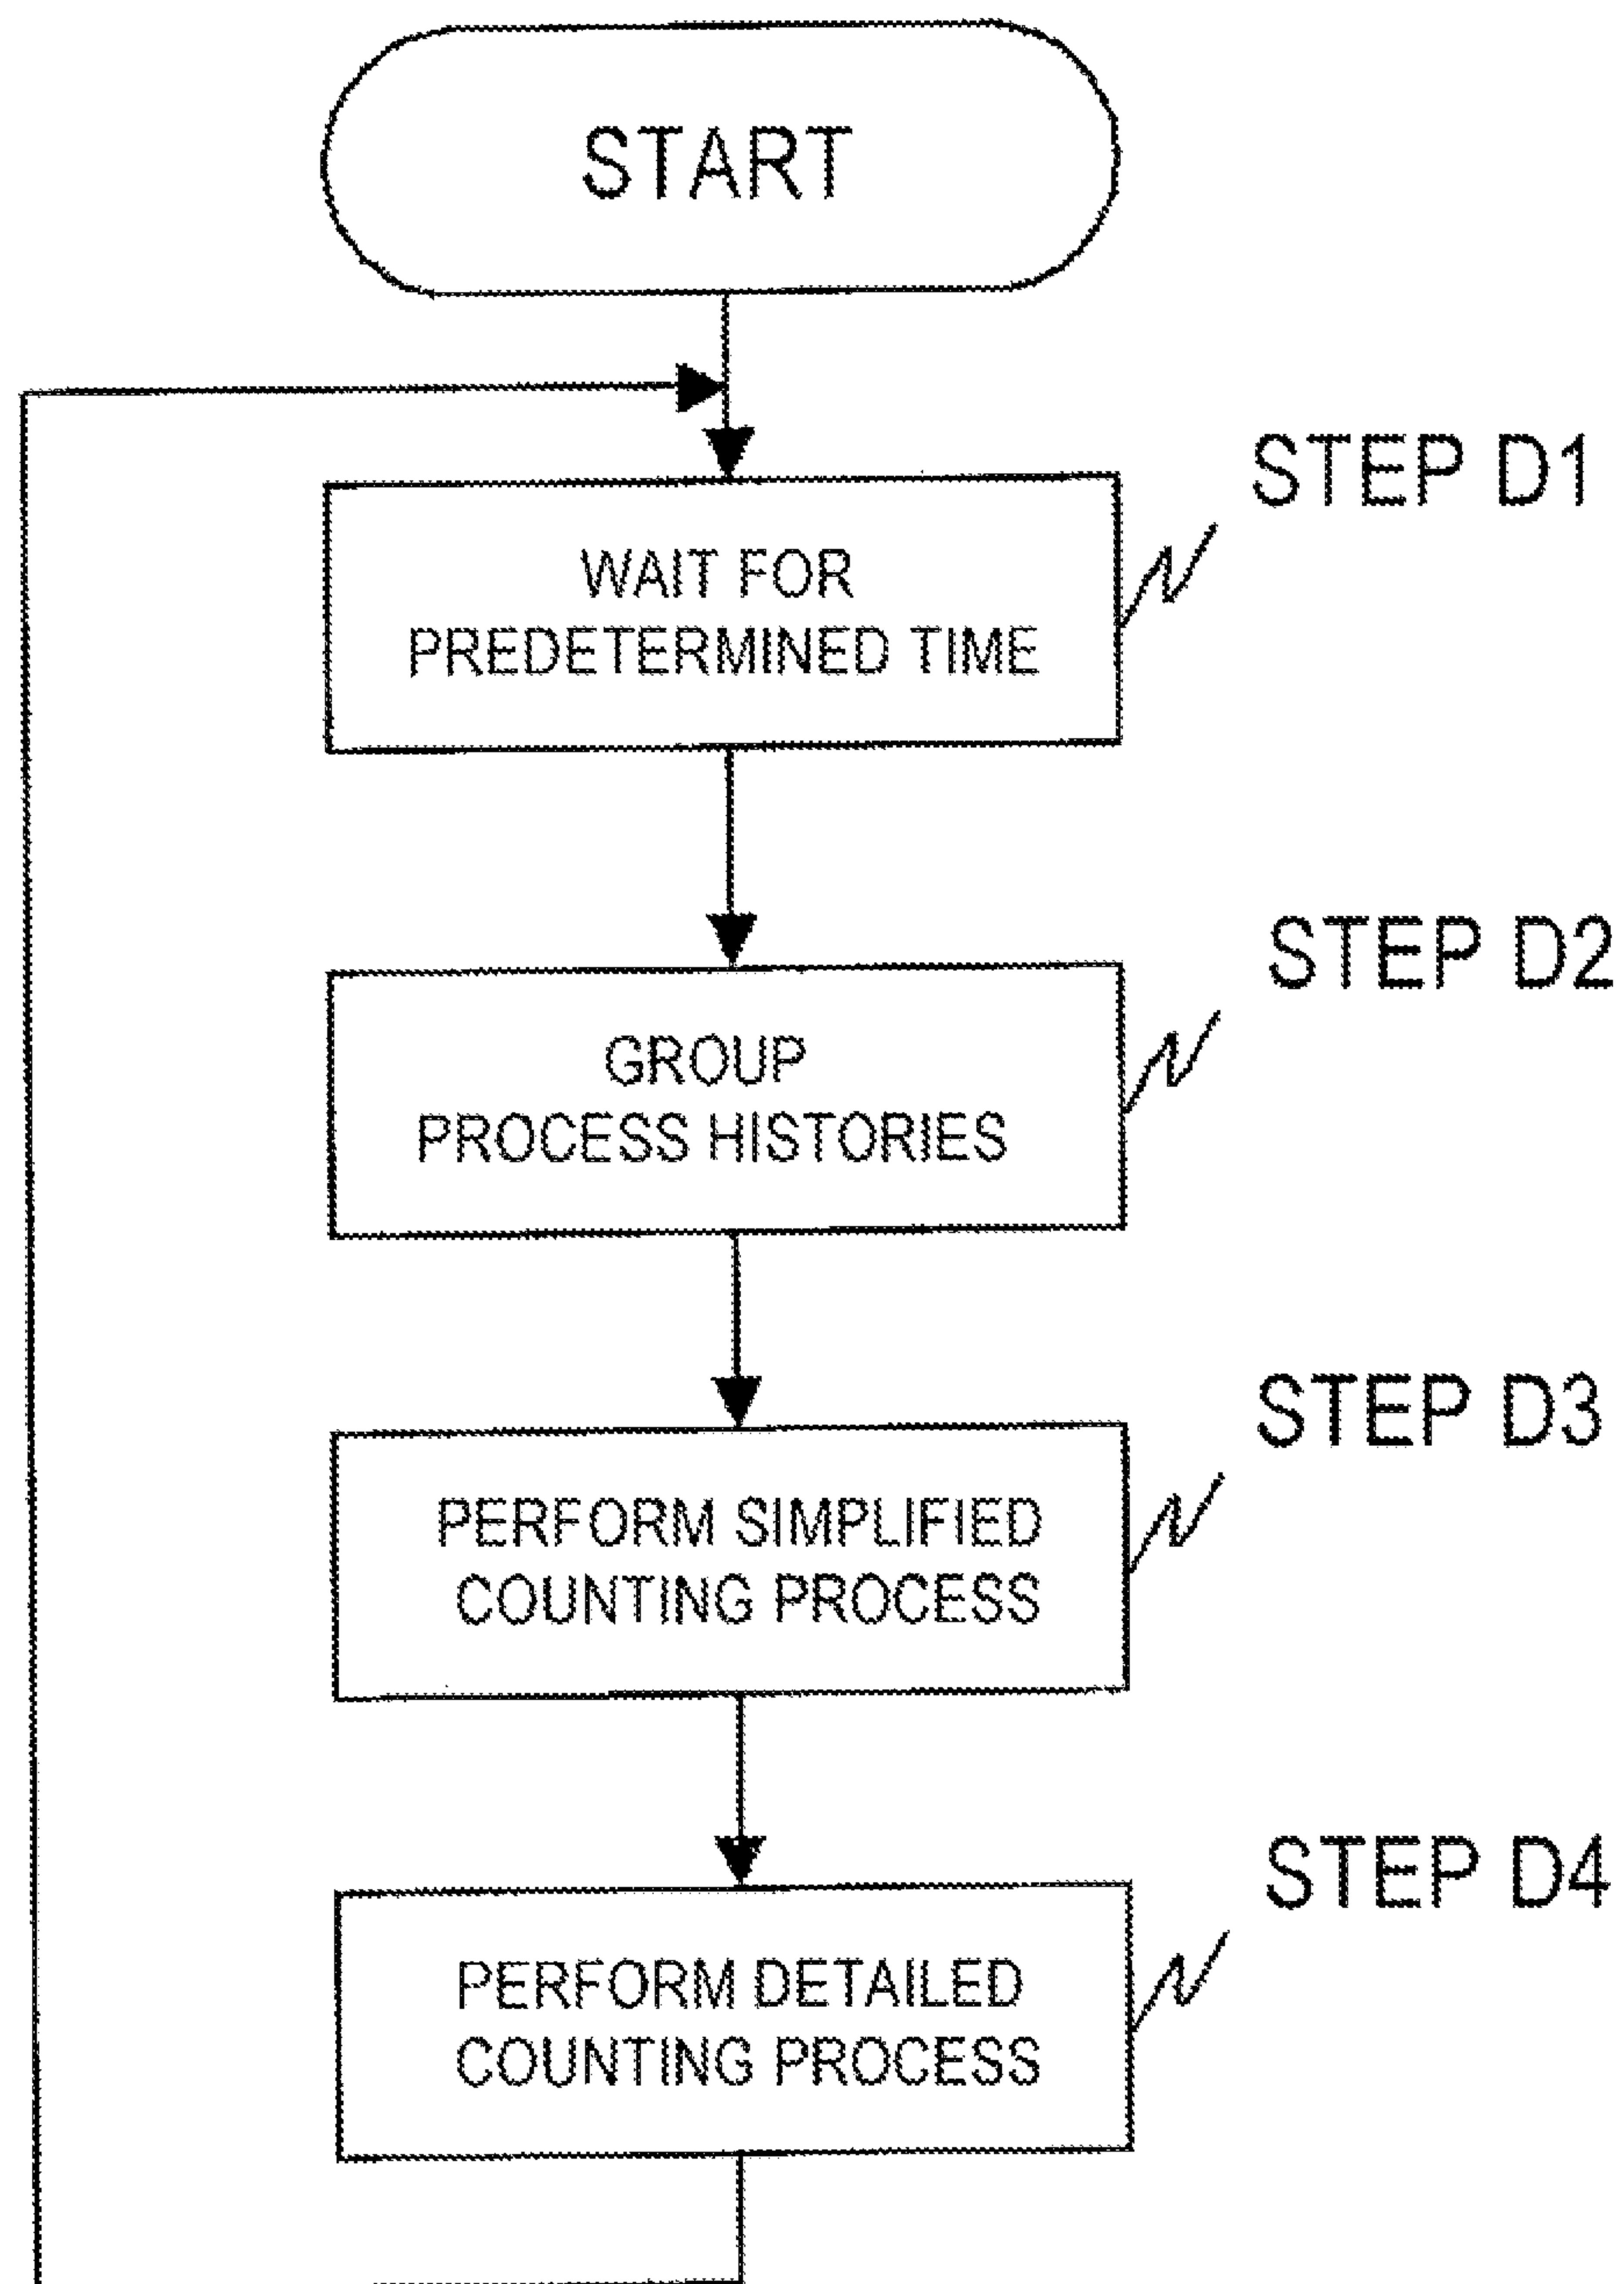 START
STEP D1
WAIT FOR
PREDETERMINED TIME
STEP D2
GROUP
PROCESS HISTORIES
STEP D3
PERFORM SIMPLIFIED
COUNTING PROCESS
STEP D4
PERFORM DETAILED
COUNTING PROCESS